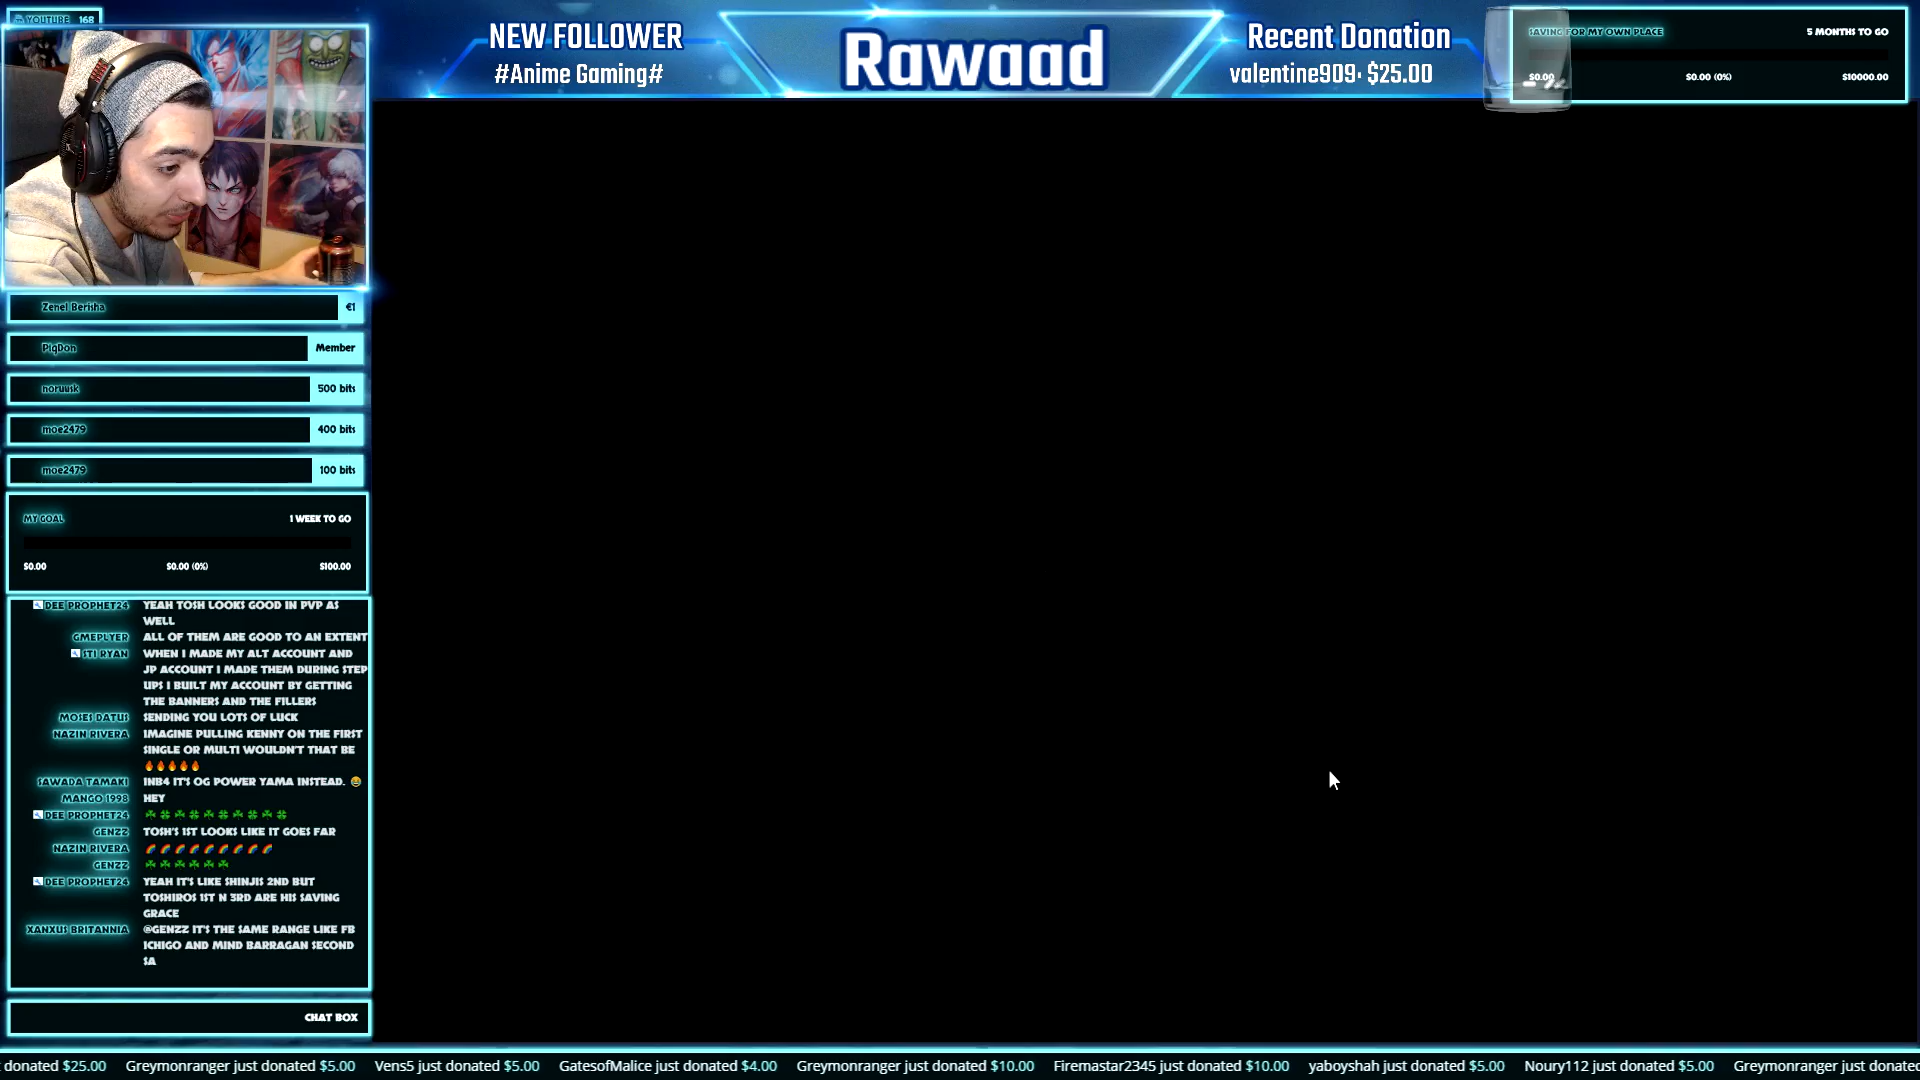 YOUTUBE 168
NEW FOLLOWER
#Anime Gaming#
Rawaad
Recent Donation
valentine909: $25.00
SAVING FOR MY OWN PLACE 5 MONTHS TO GO
$0.00 $0.00 (0%) $10000.00
Zenel Berisha €1
PiqDon Member
noruusk 500 bits
moe2479 400 bits
moe2479 100 bits
MY GOAL 1 WEEK TO GO
$0.00 $0.00 (0%) $100.00
DEE PROPHET24 YEAH TOSH LOOKS GOOD IN PVP AS
WELL
GMEPLYER ALL OF THEM ARE GOOD TO AN EXTENT
STI RYAN WHEN I MADE MY ALT ACCOUNT AND
JP ACCOUNT I MADE THEM DURING STEP
UPS I BUILT MY ACCOUNT BY GETTING
THE BANNERS AND THE FILLERS
MOSES DATUS SENDING YOU LOTS OF LUCK
NAZIN RIVERA IMAGINE PULLING KENNY ON THE FIRST
SINGLE OR MULTI WOULDN'T THAT BE
🔥🔥🔥🔥🔥
SAWADA TAMAKI INB4 IT'S OG POWER YAMA INSTEAD. 😂
MANGO 1998 HEY
DEE PROPHET24 ☘🍀☘🍀☘🍀☘🍀☘🍀
GENZZ TOSH'S 1ST LOOKS LIKE IT GOES FAR
NAZIN RIVERA 🌈🌈🌈🌈🌈🌈🌈🌈🌈
GENZZ ☘☘☘☘☘☘
DEE PROPHET24 YEAH IT'S LIKE SHINJIS 2ND BUT
TOSHIROS 1ST N 3RD ARE HIS SAVING
GRACE
XANXUS BRITANNIA @GENZZ IT'S THE SAME RANGE LIKE FB
ICHIGO AND MIND BARRAGAN SECOND
SA
CHAT BOX
donated $25.00 Greymonranger just donated $5.00 Vens5 just donated $5.00 GatesofMalice just donated $4.00 Greymonranger just donated $10.00 Firemastar2345 just donated $10.00 yaboyshah just donated $5.00 Noury112 just donated $5.00 Greymonranger just donated